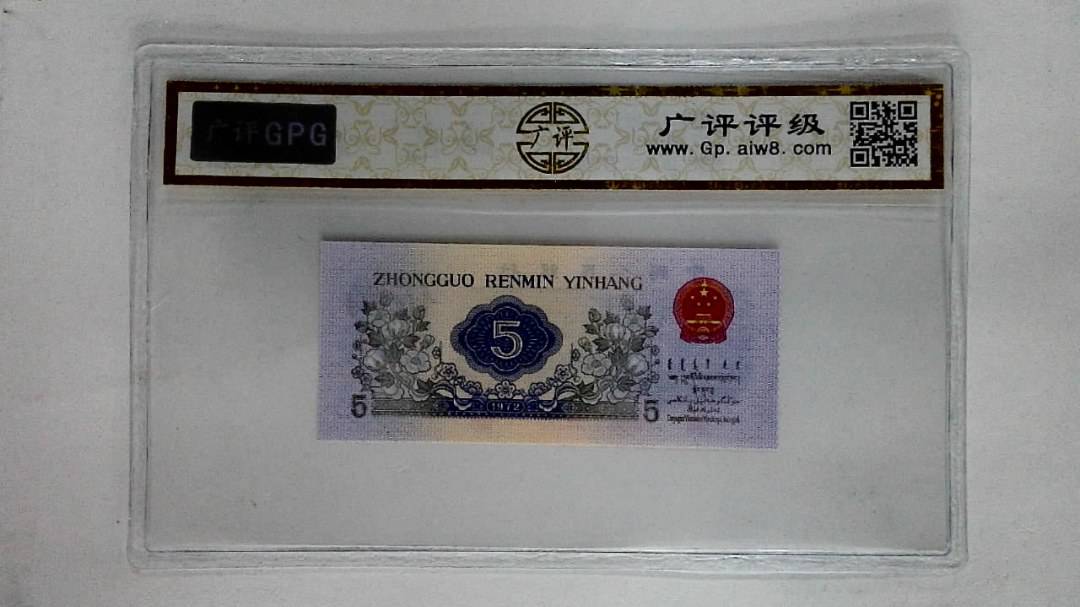 广评GPG
广评
广评评级
www. Gp. aiw8. com
ZHONGGUO RENMIN YINHANG
5
1972
5
5